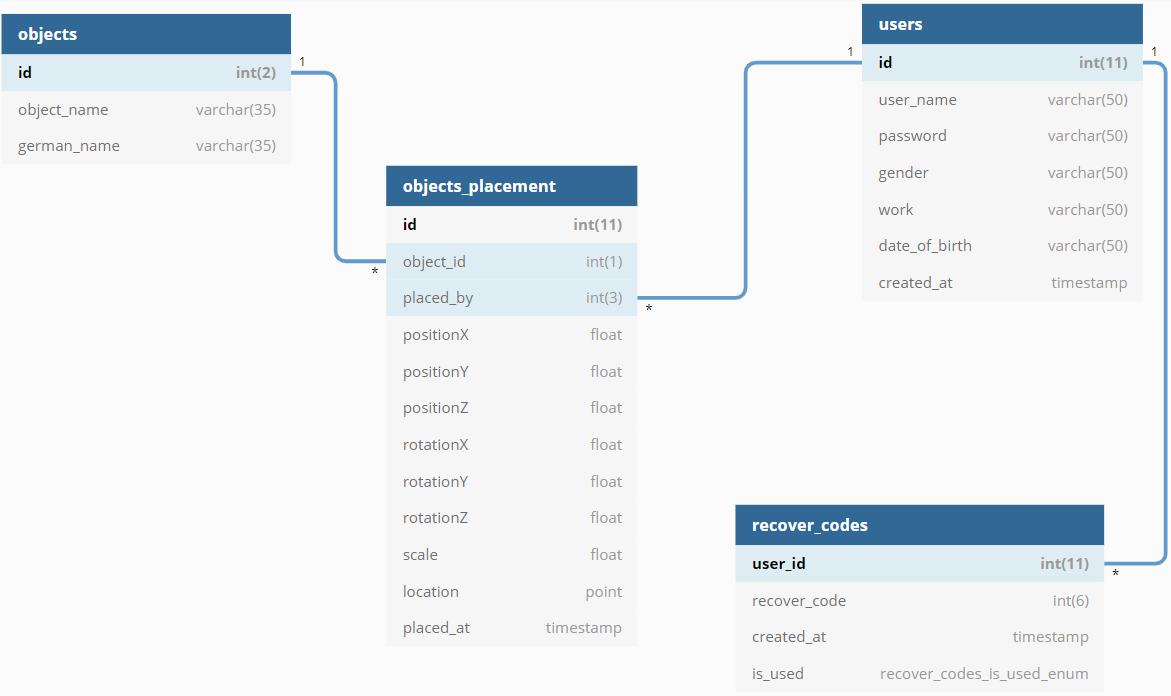 objects
id int(2)
object_name varchar(35)
german_name varchar(35)
1
*
objects_placement
id int(11)
object_id int(1)
placed_by int(3)
positionX float
positionY float
positionZ float
rotationX float
rotationY float
rotationZ float
scale float
location point
placed_at timestamp
*
1
users
id int(11)
user_name varchar(50)
password varchar(50)
gender varchar(50)
work varchar(50)
date_of_birth varchar(50)
created_at timestamp
1
*
recover_codes
user_id int(11)
recover_code int(6)
created_at timestamp
is_used recover_codes_is_used_enum